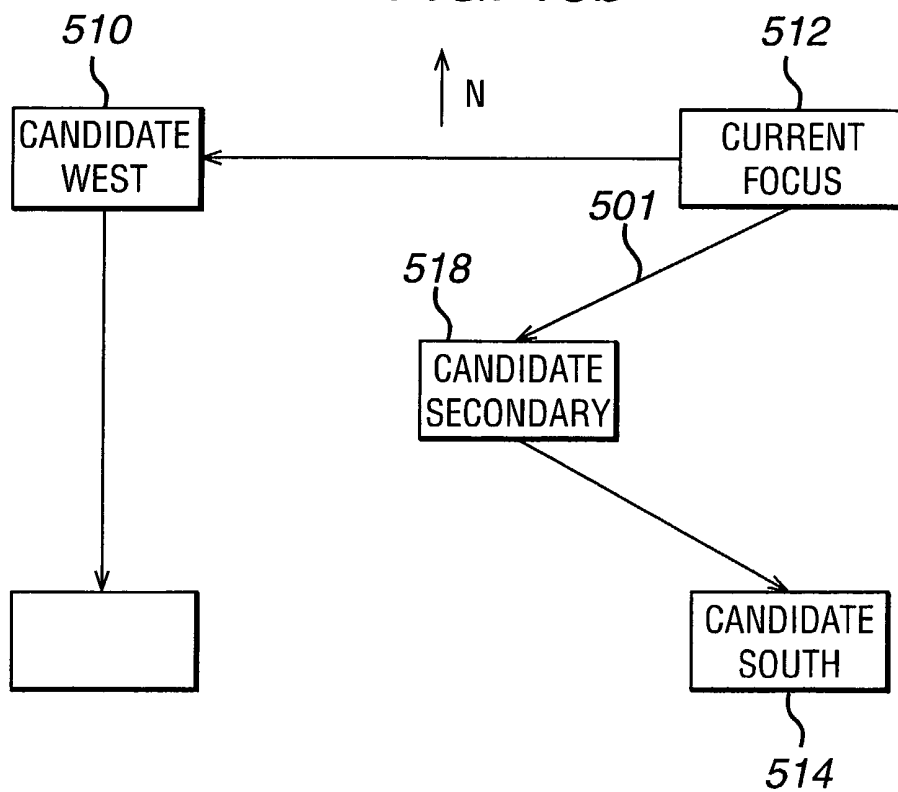 510
512
N
CANDIDATE
WEST
CURRENT
FOCUS
501
518
CANDIDATE
SECONDARY
CANDIDATE
SOUTH
514